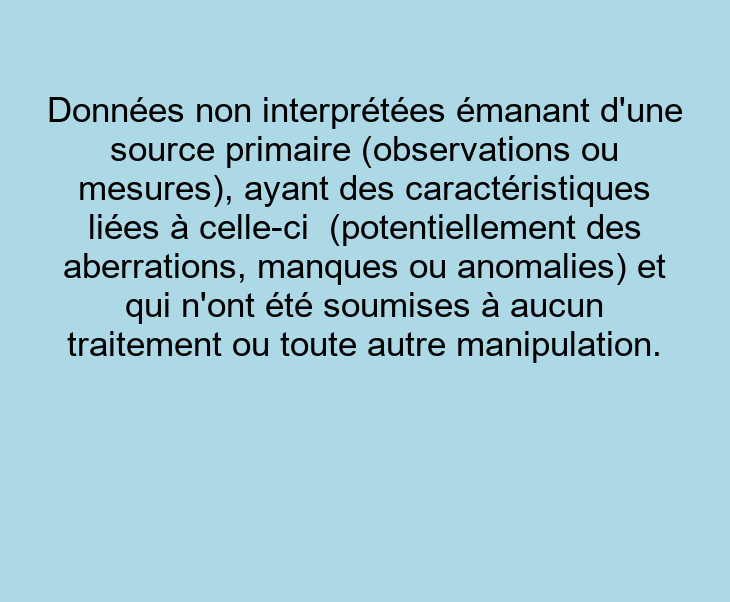 Données non interprétées émanant d'une
source primaire (observations ou
mesures), ayant des caractéristiques
liées à celle-ci  (potentiellement des
aberrations, manques ou anomalies) et
qui n'ont été soumises à aucun
traitement ou toute autre manipulation.